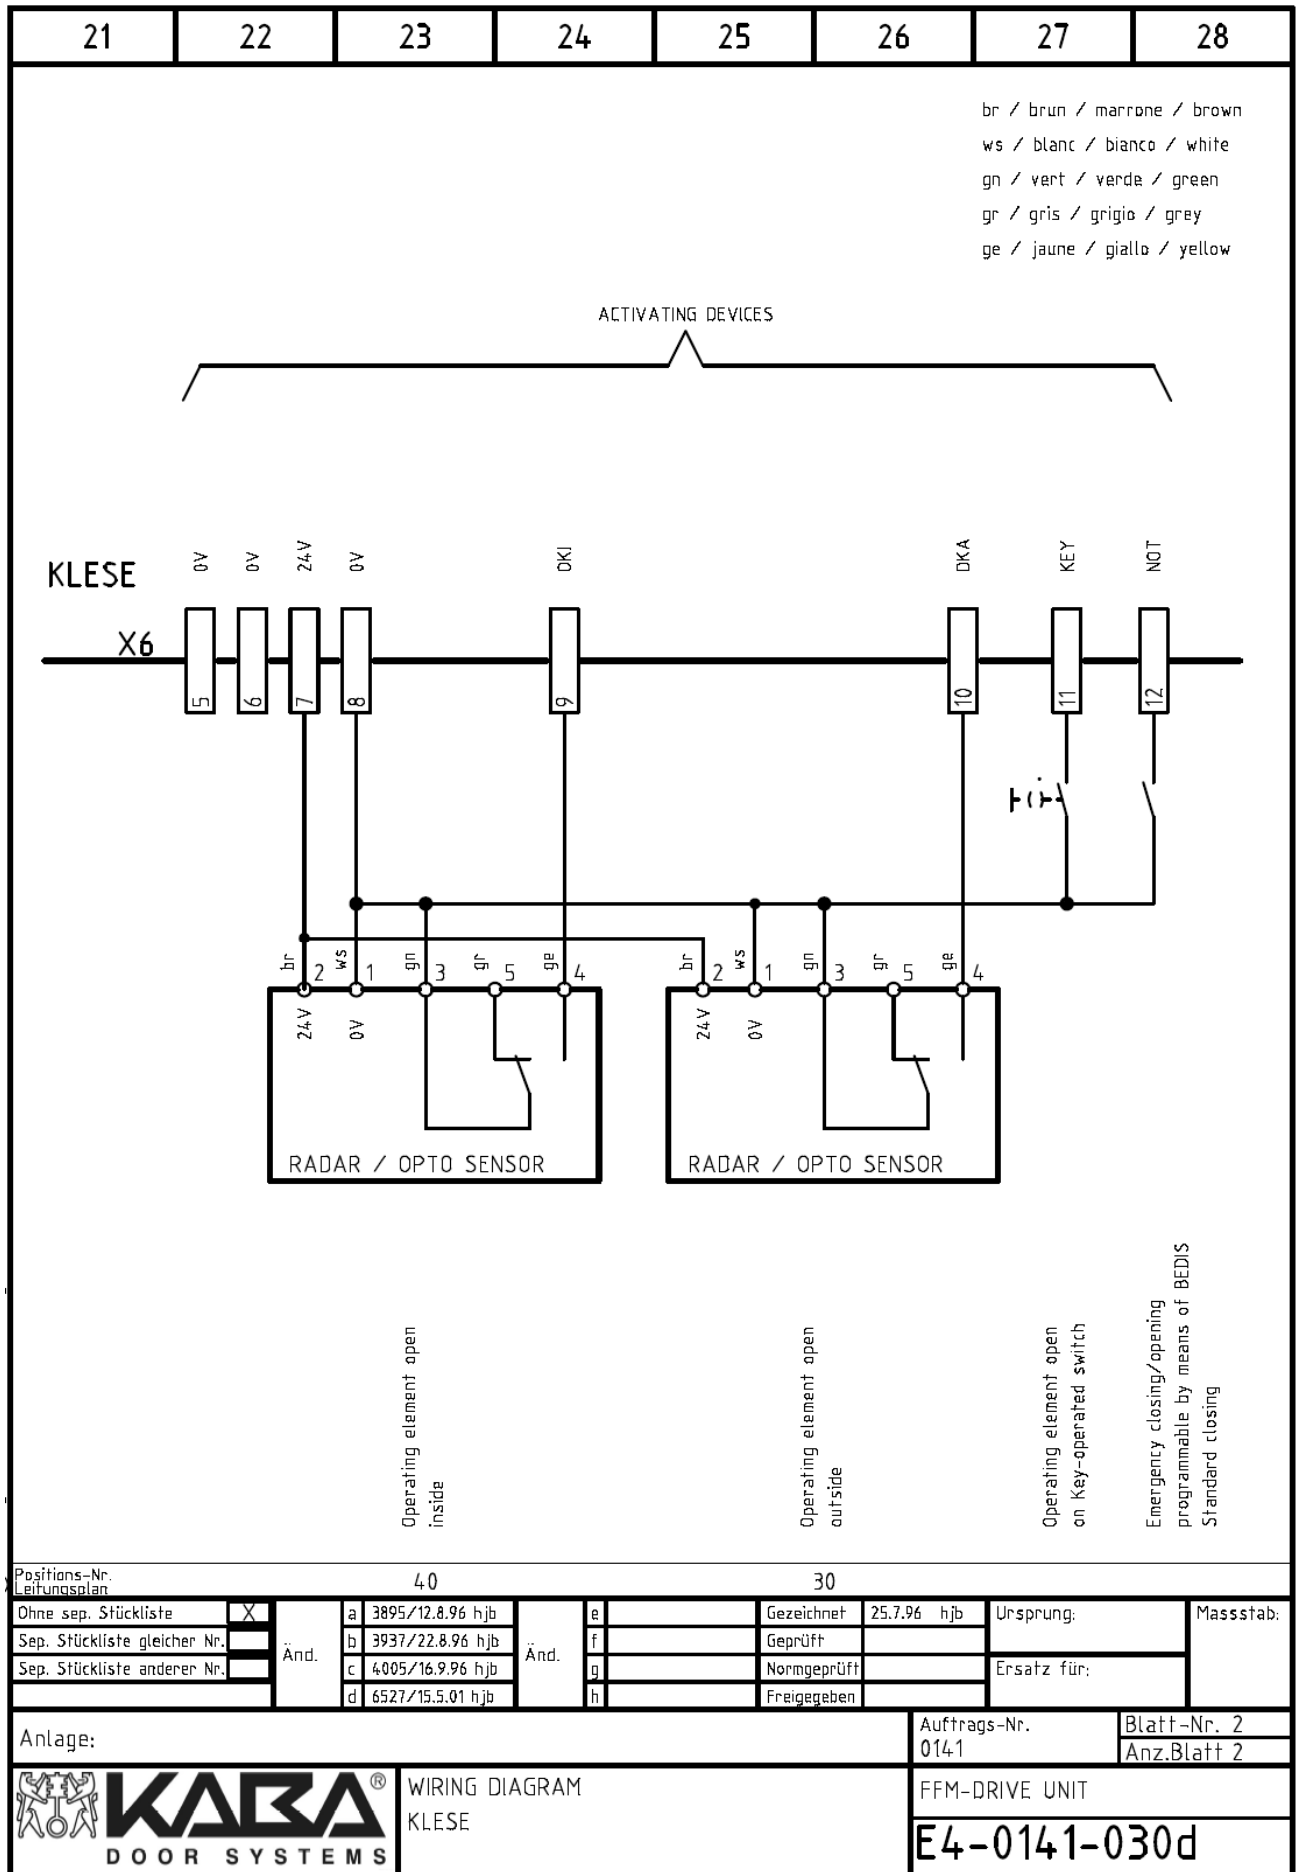 21 22 23 24 25 26 27 28
br / brun / marrone / brown
ws / blanc / bianco / white
gn / vert / verde / green
gr / gris / grigio / grey
ge / jaune / giallo / yellow
ACTIVATING DEVICES
KLESE
0V 0V 24V 0V DKI DKA KEY NOT
X6
5 6 7 8 9 10 11 12
br 2 ws 1 gn 3 gr 5 ge 4 br 2 ws 1 gn 3 gr 5 ge 4
24V 0V 24V 0V
RADAR / OPTO SENSOR RADAR / OPTO SENSOR
Operating element open
inside
Operating element open
outside
Operating element open
on Key-operated switch
Emergency closing/opening
programmable by means of BEDIS
Standard closing
Positions-Nr.
Leitungsplan
40 30
Ohne sep. Stückliste X
Sep. Stückliste gleicher Nr.
Sep. Stückliste anderer Nr.
Änd.
a 3895/12.8.96 hjb
b 3937/22.8.96 hjb
c 4005/16.9.96 hjb
d 6527/15.5.01 hjb
Änd.
e
f
g
h
Gezeichnet 25.7.96 hjb
Geprüft
Normgeprüft
Freigegeben
Ursprung:
Ersatz für:
Massstab:
Anlage:
Auftrags-Nr.
0141
Blatt-Nr. 2
Anz.Blatt 2
KABA®
DOOR SYSTEMS
WIRING DIAGRAM
KLESE
FFM-DRIVE UNIT
E4-0141-030d